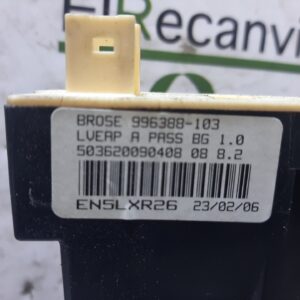 ElRecanvi
BROSE 996388-103
LVEAP A PASS BG 1.0
503620090408 08 8.2
EN5LXR26 23/02/06